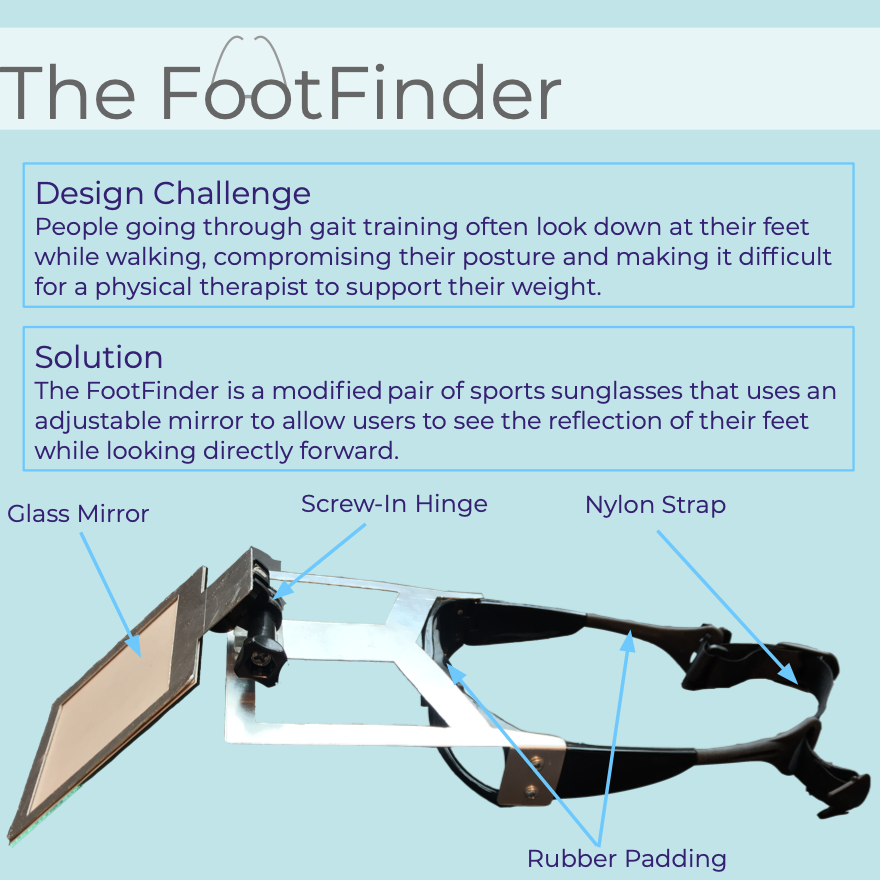 The FootFinder
Design Challenge
People going through gait training often look down at their feet
while walking, compromising their posture and making it difficult
for a physical therapist to support their weight.
Solution
The FootFinder is a modified pair of sports sunglasses that uses an
adjustable mirror to allow users to see the reflection of their feet
while looking directly forward.
Glass Mirror
Screw-In Hinge
Nylon Strap
Rubber Padding